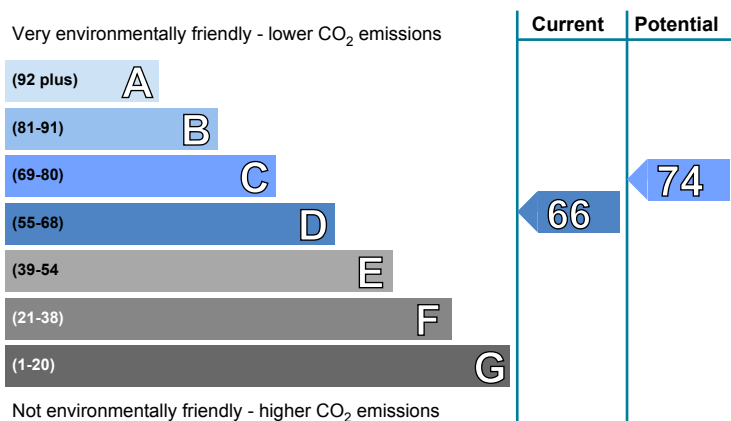 Very environmentally friendly - lower CO2 emissions
Current
Potential
(92 plus) A
(81-91) B
(69-80) C
(55-68) D
(39-54 E
(21-38) F
(1-20) G
66
74
Not environmentally friendly - higher CO2 emissions